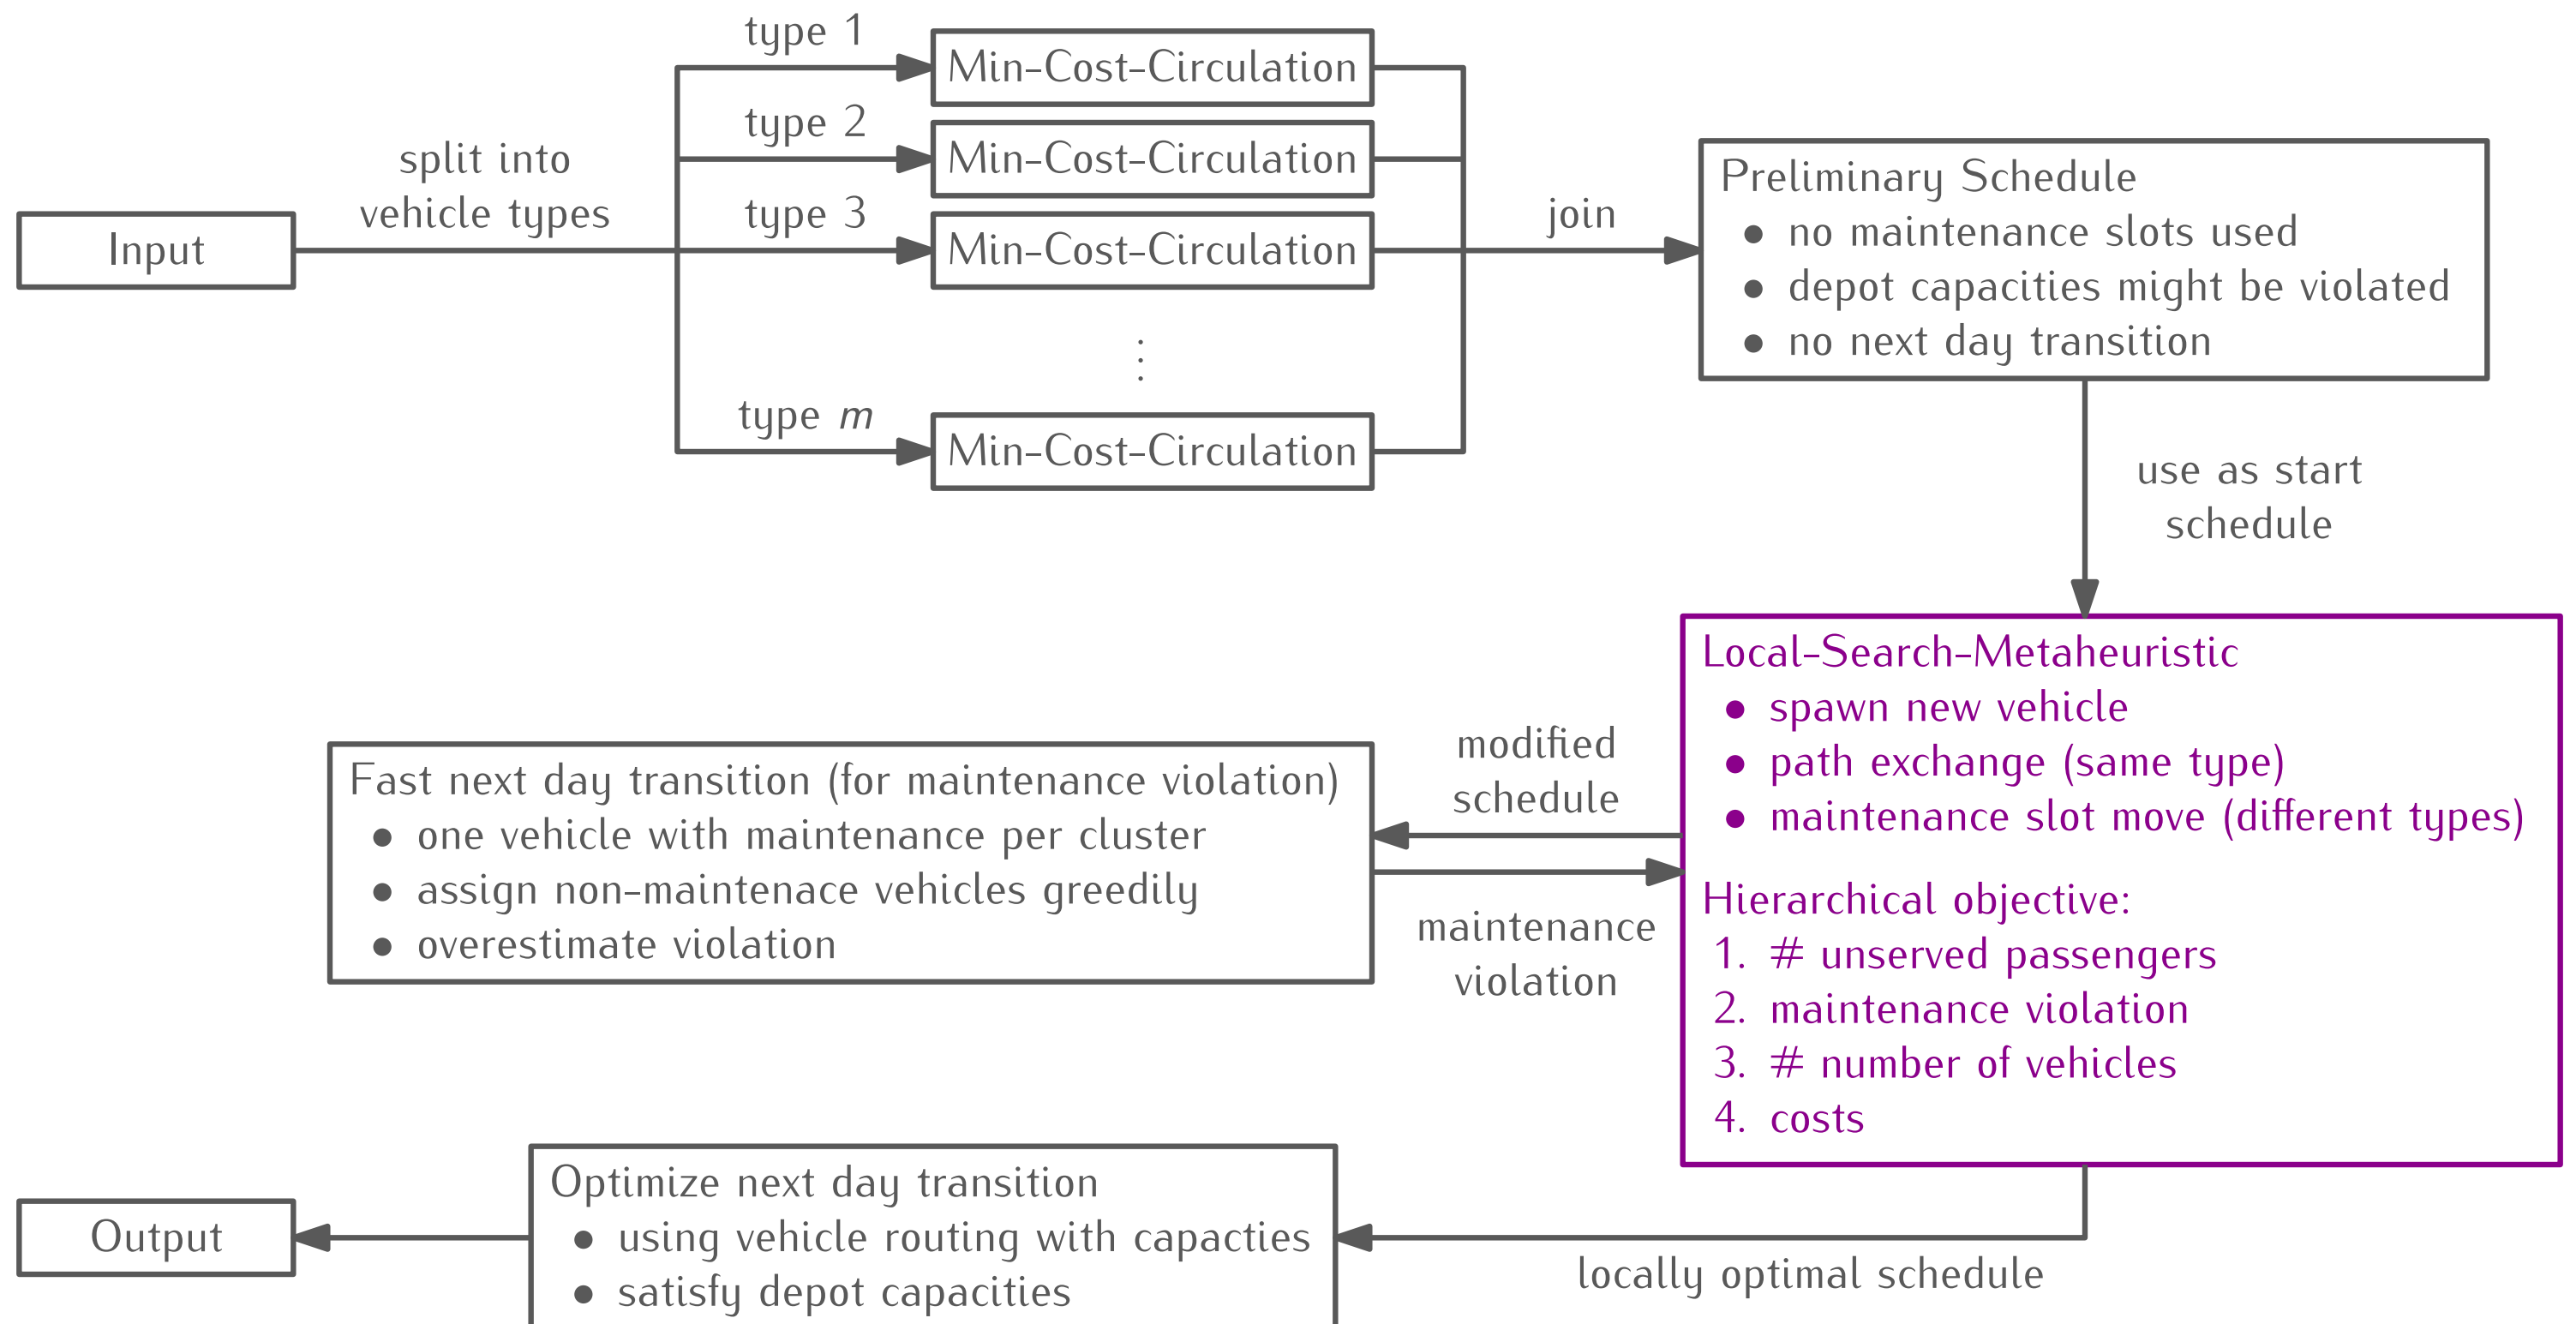 type 1
Min-Cost-Circulation
type 2
Min-Cost-Circulation
split into
vehicle types
type 3
Min-Cost-Circulation
Input
join
Preliminary Schedule
• no maintenance slots used
• depot capacities might be violated
• no next day transition
⋮
type m
Min-Cost-Circulation
use as start
schedule
Local-Search-Metaheuristic
• spawn new vehicle
• path exchange (same type)
• maintenance slot move (different types)
Hierarchical objective:
1. # unserved passengers
2. maintenance violation
3. # number of vehicles
4. costs
modified
schedule
maintenance
violation
Fast next day transition (for maintenance violation)
• one vehicle with maintenance per cluster
• assign non-maintenace vehicles greedily
• overestimate violation
locally optimal schedule
Optimize next day transition
• using vehicle routing with capacties
• satisfy depot capacities
Output